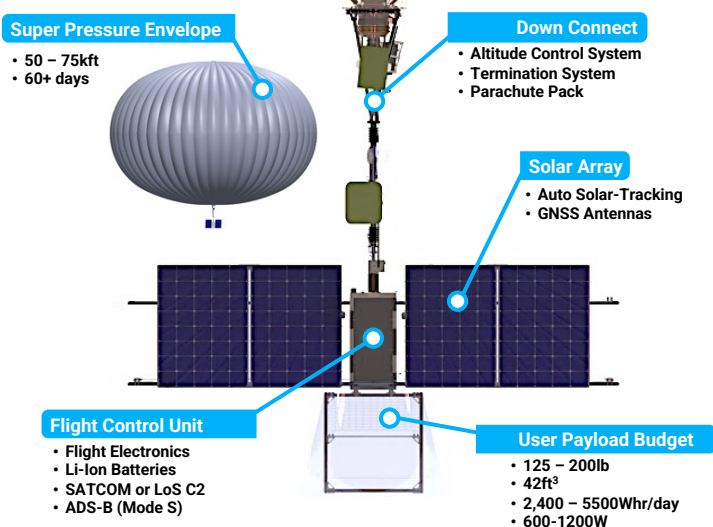 Super Pressure Envelope
• 50 – 75kft
• 60+ days
Down Connect
• Altitude Control System
• Termination System
• Parachute Pack
Solar Array
• Auto Solar-Tracking
• GNSS Antennas
Flight Control Unit
• Flight Electronics
• Li-Ion Batteries
• SATCOM or LoS C2
• ADS-B (Mode S)
User Payload Budget
• 125 – 200lb
• 42ft³
• 2,400 – 5500Whr/day
• 600-1200W